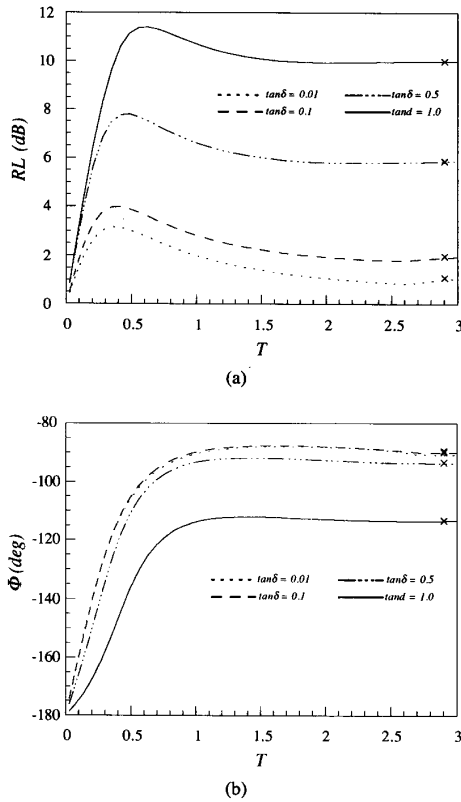 12
10
8
6
4
2
0
RL (dB)
tanδ = 0.01
tanδ = 0.5
tanδ = 0.1
tand = 1.0
0 0.5 1 1.5 2 2.5 3
T
(a)
-80
-100
-120
-140
-160
-180
Φ (deg)
tanδ = 0.01
tanδ = 0.5
tanδ = 0.1
tand = 1.0
0 0.5 1 1.5 2 2.5 3
T
(b)